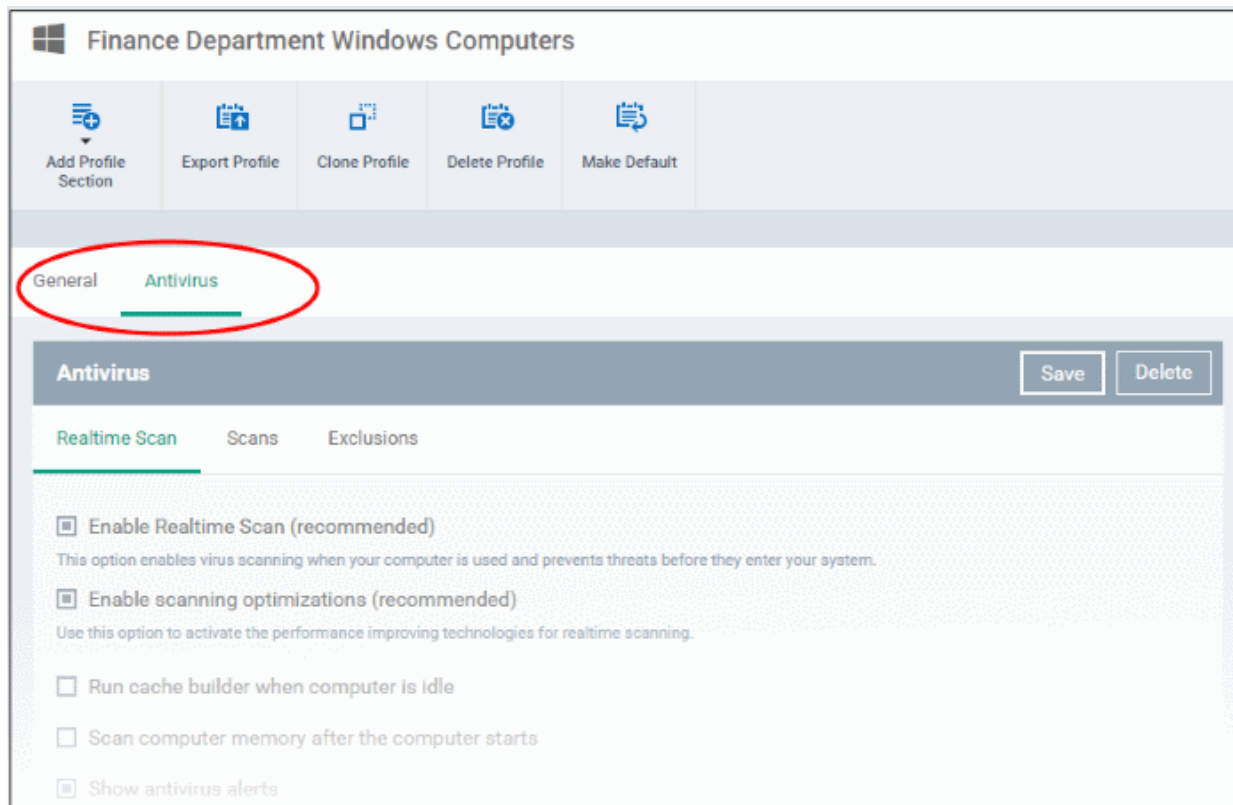 Finance Department Windows Computers
Add Profile Section
Export Profile
Clone Profile
Delete Profile
Make Default
General
Antivirus
Antivirus
Save
Delete
Realtime Scan
Scans
Exclusions
Enable Realtime Scan (recommended)
This option enables virus scanning when your computer is used and prevents threats before they enter your system.
Enable scanning optimizations (recommended)
Use this option to activate the performance improving technologies for realtime scanning.
Run cache builder when computer is idle
Scan computer memory after the computer starts
Show antivirus alerts